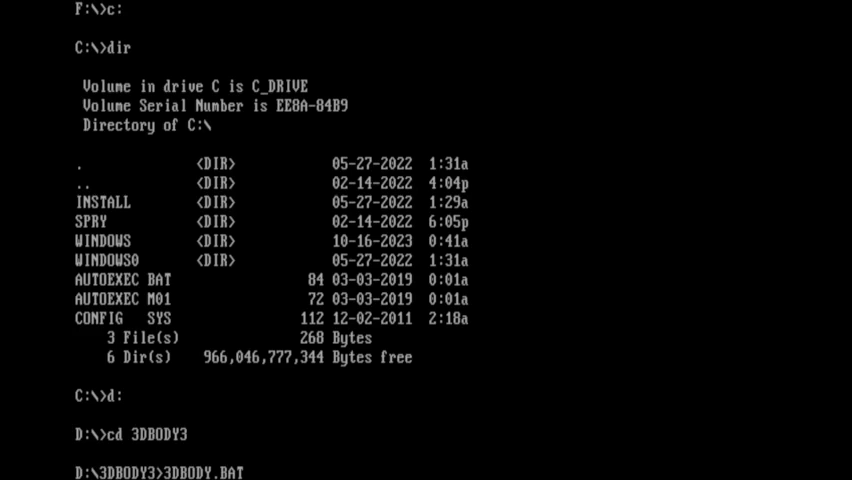 F:\>c:
C:\>dir
Volume in drive C is C_DRIVE
Volume Serial Number is EE8A-84B9
Directory of C:\
. <DIR> 05-27-2022 1:31a
.. <DIR> 02-14-2022 4:04p
INSTALL <DIR> 05-27-2022 1:29a
SPRY <DIR> 02-14-2022 6:05p
WINDOWS <DIR> 10-16-2023 0:41a
WINDOWS0 <DIR> 05-27-2022 1:31a
AUTOEXEC BAT 84 03-03-2019 0:01a
AUTOEXEC M01 72 03-03-2019 0:01a
CONFIG SYS 112 12-02-2011 2:18a
3 File(s) 268 Bytes
6 Dir(s) 966,046,777,344 Bytes free
C:\>d:
D:\>cd 3DBODY3
D:\3DBODY3>3DBODY.BAT